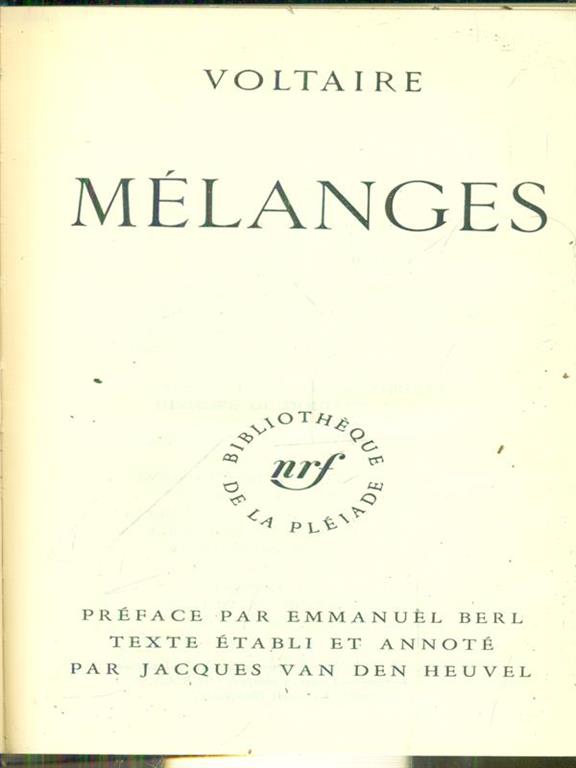 VOLTAIRE
MÉLANGES
BIBLIOTHÈQUE
DE LA PLÉIADE
nrf
PRÉFACE PAR EMMANUEL BERL
TEXTE ÉTABLI ET ANNOTÉ
PAR JACQUES VAN DEN HEUVEL